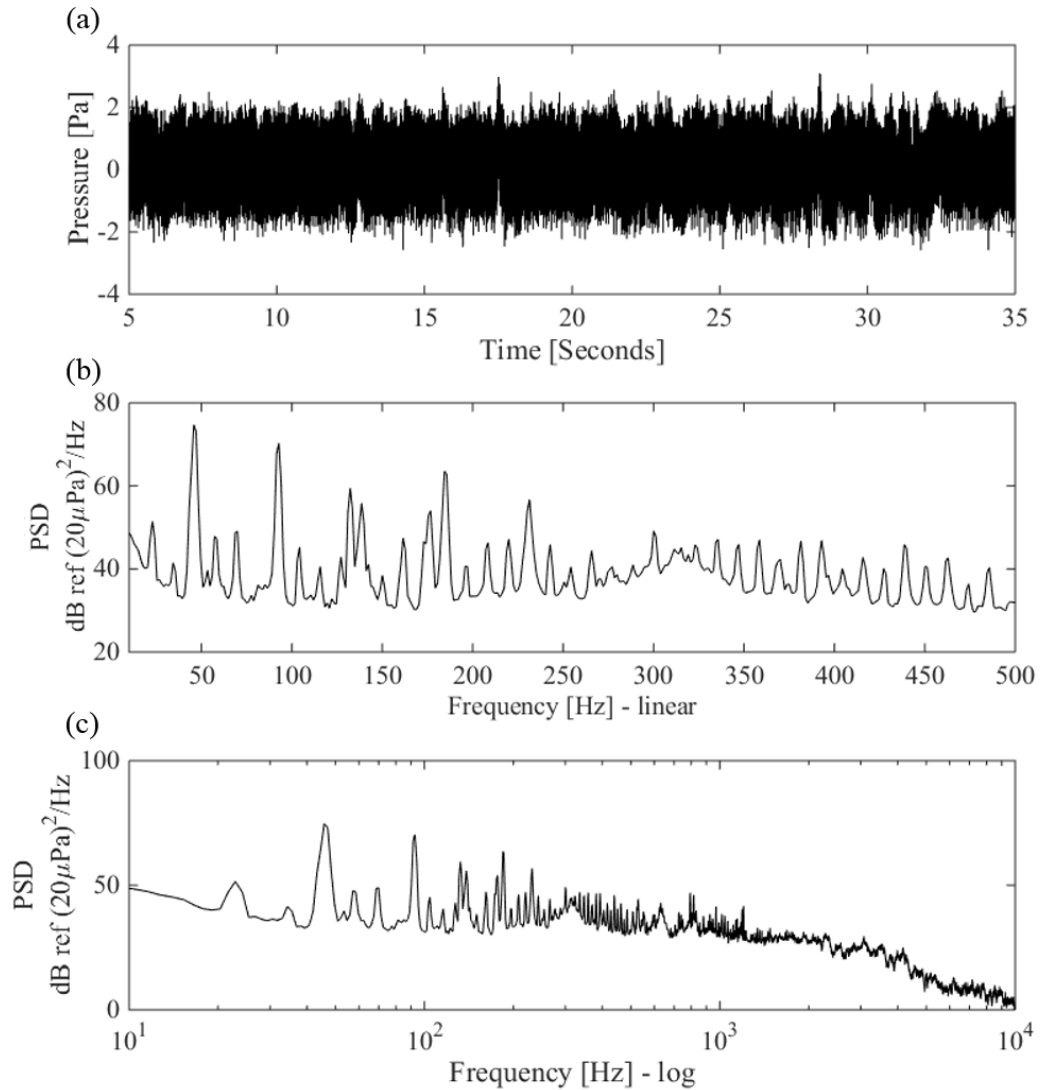 (a)
4
2
0
-2
-4
Pressure [Pa]
5 10 15 20 25 30 35
Time [Seconds]
(b)
80
60
40
20
PSD
dB ref (20μPa)²/Hz
50 100 150 200 250 300 350 400 450 500
Frequency [Hz] - linear
(c)
100
50
0
PSD
dB ref (20μPa)²/Hz
10¹ 10² 10³ 10⁴
Frequency [Hz] - log